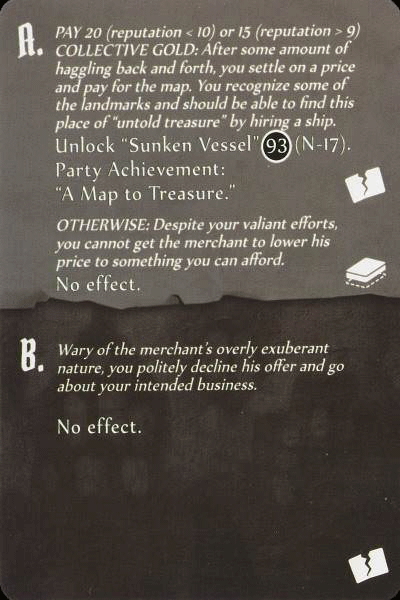 A. PAY 20 (reputation < 10) or 15 (reputation > 9)
COLLECTIVE GOLD: After some amount of
haggling back and forth, you settle on a price
and pay for the map. You recognize some of
the landmarks and should be able to find this
place of “untold treasure” by hiring a ship.
Unlock “Sunken Vessel” 93 (N-17).
Party Achievement:
“A Map to Treasure.”
OTHERWISE: Despite your valiant efforts,
you cannot get the merchant to lower his
price to something you can afford.
No effect.
B. Wary of the merchant’s overly exuberant
nature, you politely decline his offer and go
about your intended business.
No effect.